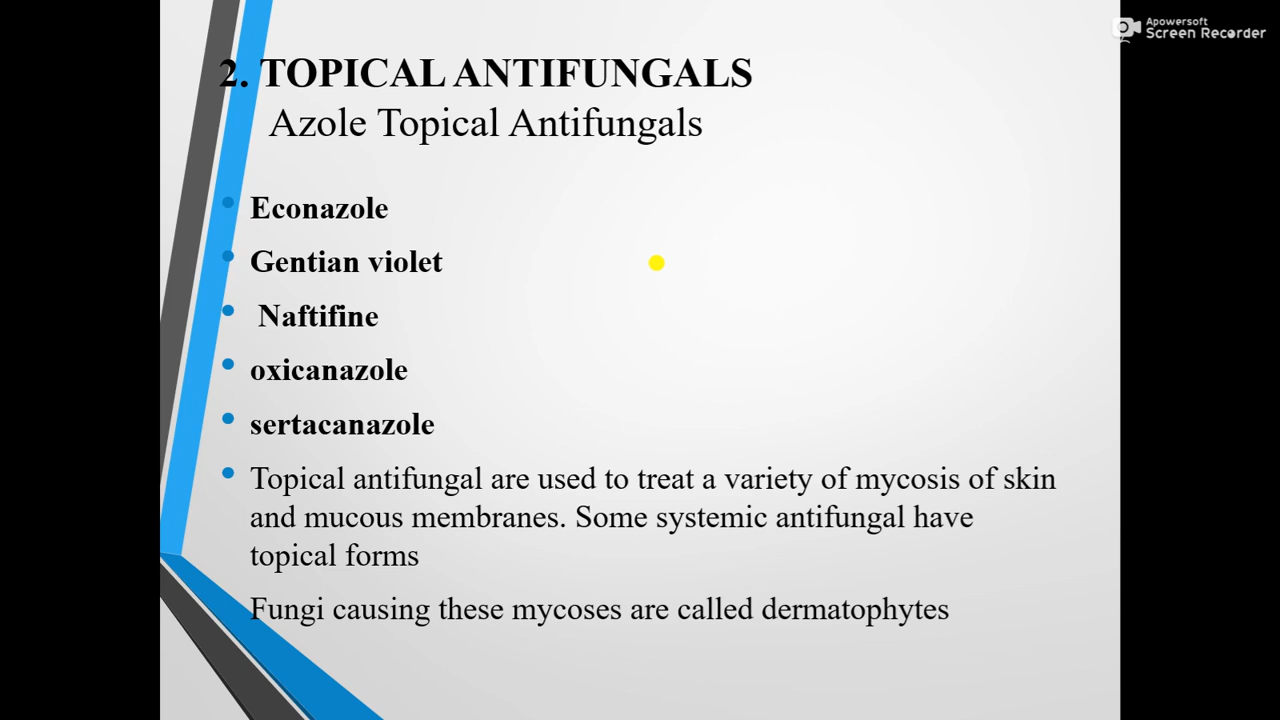 Apowersoft
Screen Recorder
2. TOPICAL ANTIFUNGALS
Azole Topical Antifungals
Econazole
Gentian violet
Naftifine
oxicanazole
sertacanazole
Topical antifungal are used to treat a variety of mycosis of skin
and mucous membranes. Some systemic antifungal have
topical forms
Fungi causing these mycoses are called dermatophytes